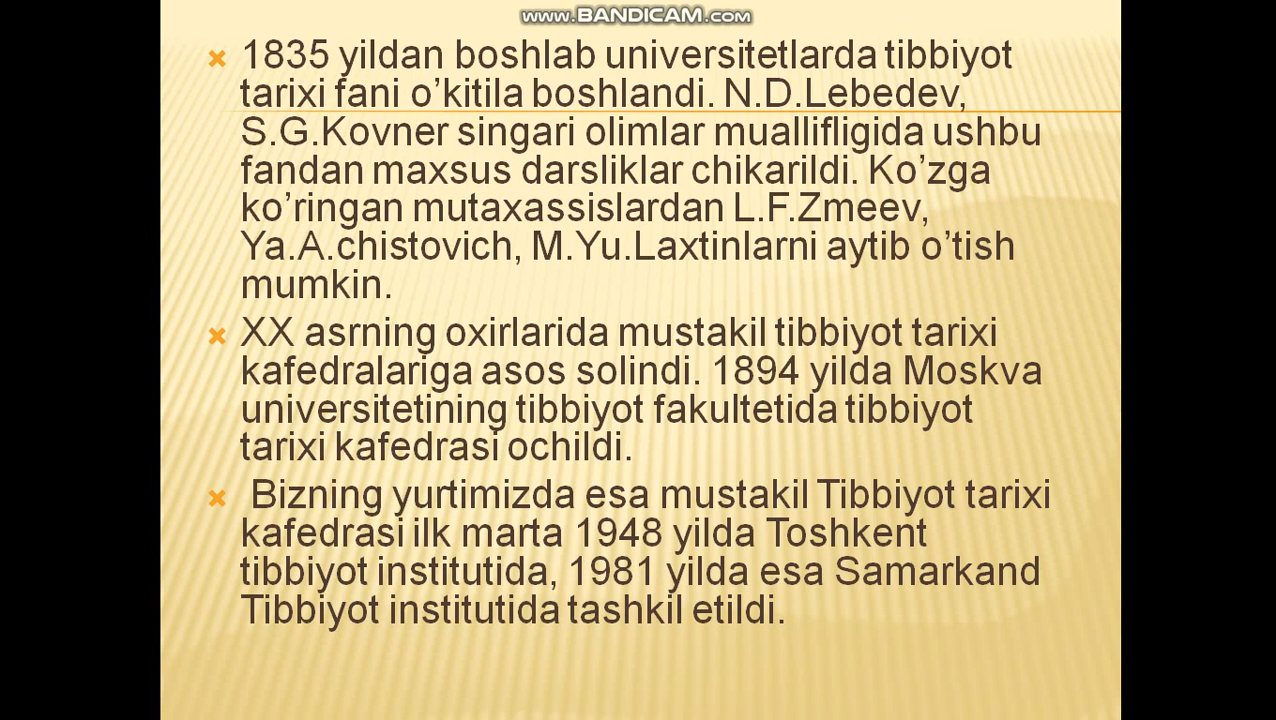 www.BANDICAM.com
1835 yildan boshlab universitetlarda tibbiyot
tarixi fani o’kitila boshlandi. N.D.Lebedev,
S.G.Kovner singari olimlar muallifligida ushbu
fandan maxsus darsliklar chikarildi. Ko’zga
ko’ringan mutaxassislardan L.F.Zmeev,
Ya.A.chistovich, M.Yu.Laxtinlarni aytib o’tish
mumkin.
XX asrning oxirlarida mustakil tibbiyot tarixi
kafedralariga asos solindi. 1894 yilda Moskva
universitetining tibbiyot fakultetida tibbiyot
tarixi kafedrasi ochildi.
Bizning yurtimizda esa mustakil Tibbiyot tarixi
kafedrasi ilk marta 1948 yilda Toshkent
tibbiyot institutida, 1981 yilda esa Samarkand
Tibbiyot institutida tashkil etildi.